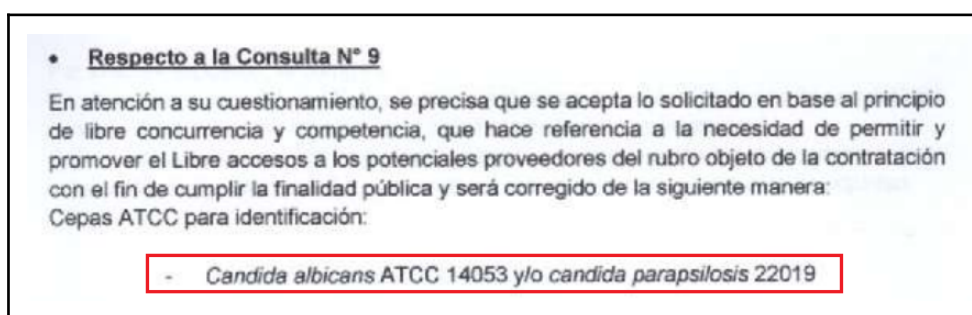 • Respecto a la Consulta N° 9
En atención a su cuestionamiento, se precisa que se acepta lo solicitado en base al principio
de libre concurrencia y competencia, que hace referencia a la necesidad de permitir y
promover el Libre accesos a los potenciales proveedores del rubro objeto de la contratación
con el fin de cumplir la finalidad pública y será corregido de la siguiente manera:
Cepas ATCC para identificación:
- Candida albicans ATCC 14053 y/o candida parapsilosis 22019